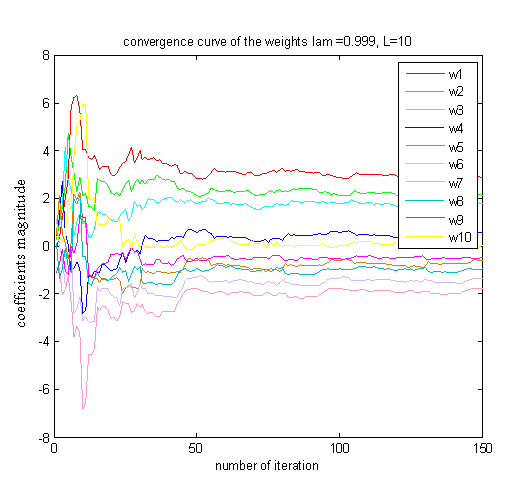 convergence curve of the weights lam =0.999, L=10
8
6
4
2
0
-2
-4
-6
-8
coefficients magnitude
w1
w2
w3
w4
w5
w6
w7
w8
w9
w10
0
50
100
150
number of iteration